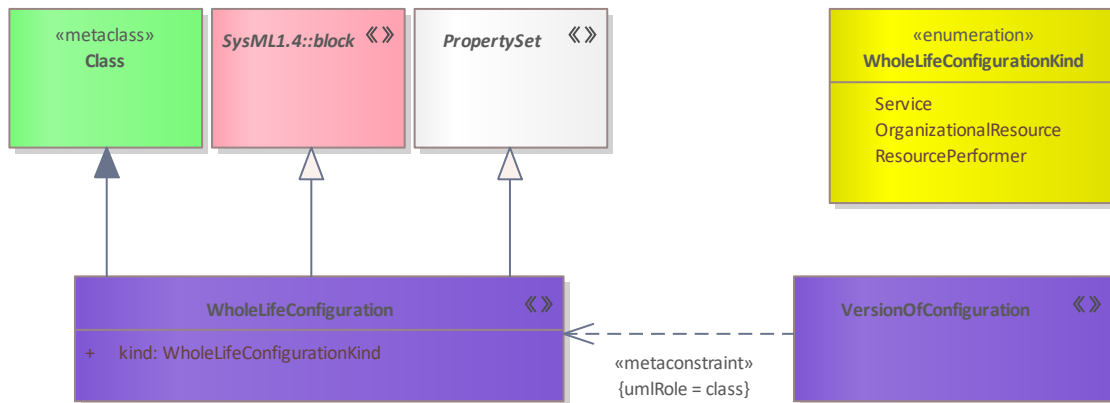 «metaclass»
Class
SysML1.4::block
«»
PropertySet
«»
«enumeration»
WholeLifeConfigurationKind
Service
OrganizationalResource
ResourcePerformer
WholeLifeConfiguration
«»
+ kind: WholeLifeConfigurationKind
«metaconstraint»
{umlRole = class}
VersionOfConfiguration
«»